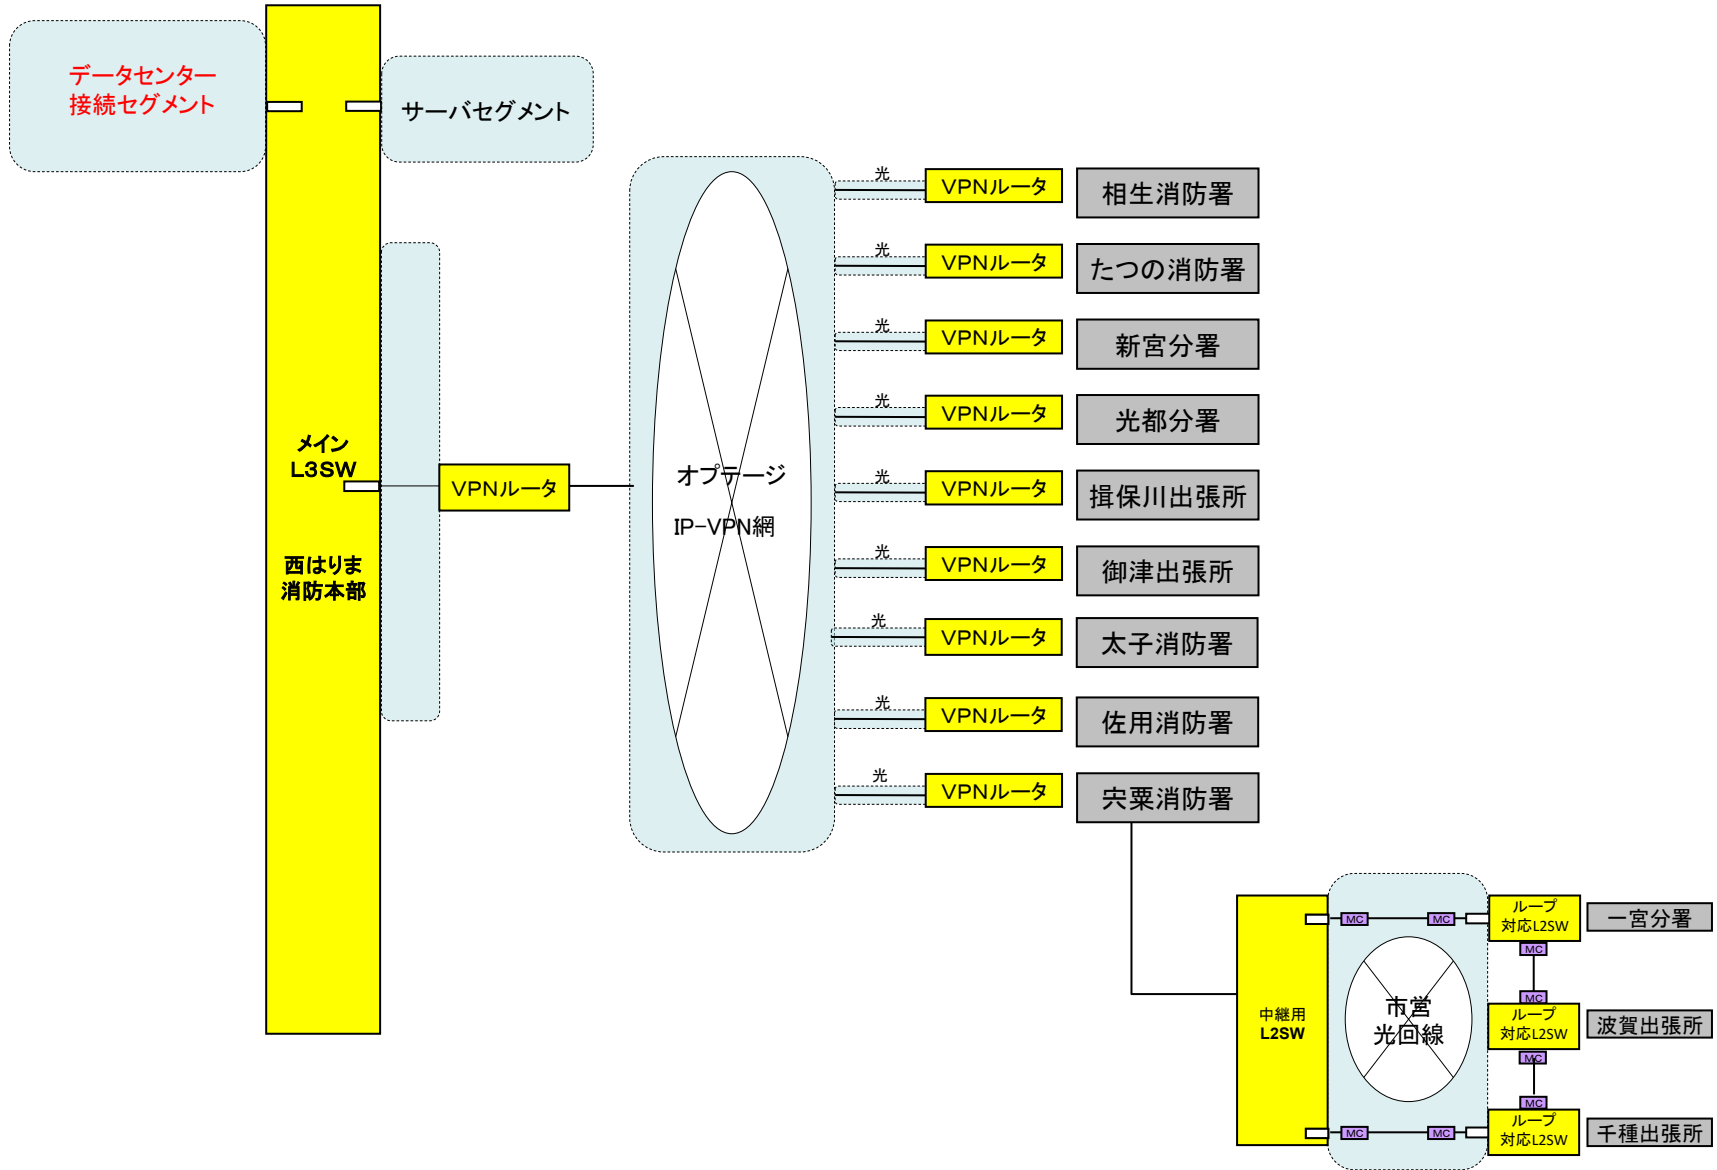 データセンター
接続セグメント
サーバセグメント
メイン
L3SW
西はりま
消防本部
VPNルータ
オプテージ
IP-VPN網
光
VPNルータ
相生消防署
光
VPNルータ
たつの消防署
光
VPNルータ
新宮分署
光
VPNルータ
光都分署
光
VPNルータ
揖保川出張所
光
VPNルータ
御津出張所
光
VPNルータ
太子消防署
光
VPNルータ
佐用消防署
光
VPNルータ
宍粟消防署
中継用
L2SW
市営
光回線
MC
MC
ループ
対応L2SW
一宮分署
MC
MC
ループ
対応L2SW
波賀出張所
MC
MC
MC
MC
ループ
対応L2SW
千種出張所